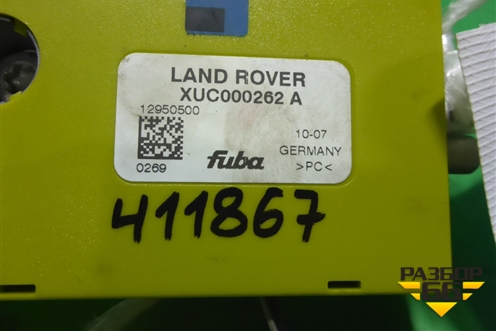 LAND ROVER
XUC000262 A
12950500
10-07
fuba
GERMANY
0269
>PC<
411867
РАЗБОР
66